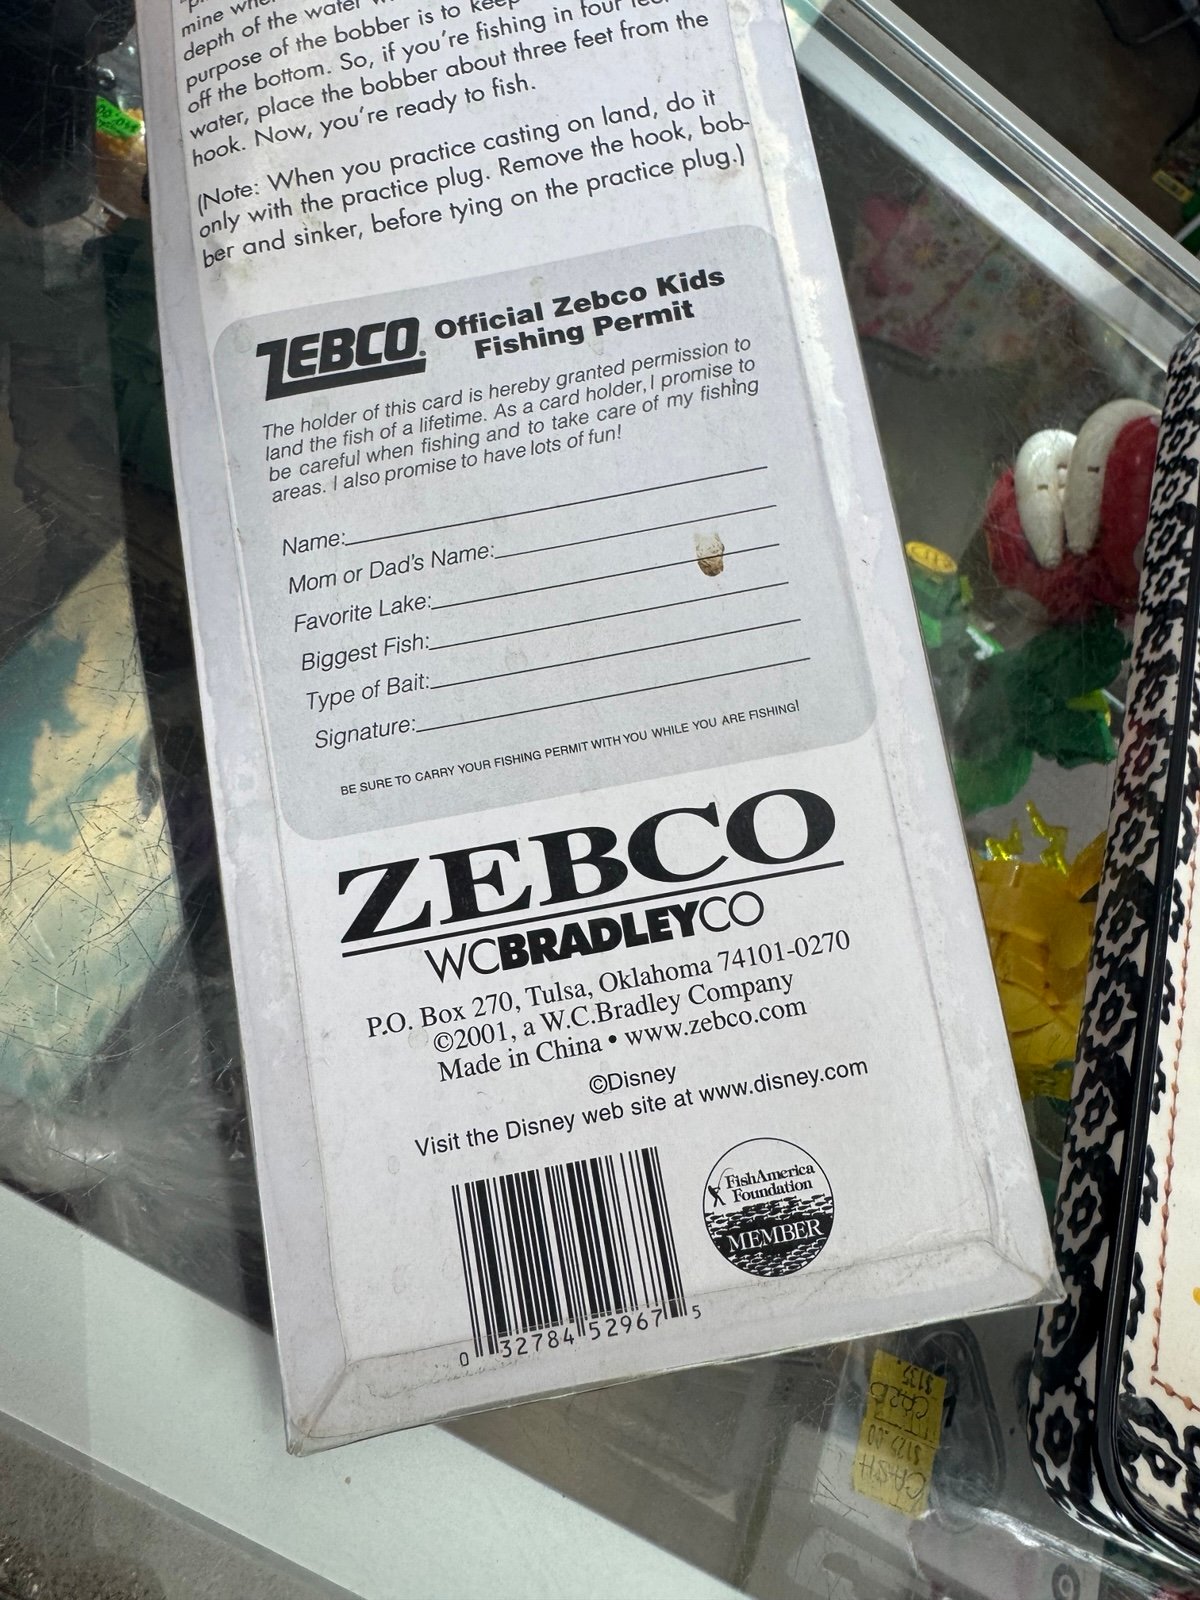 mine
depth of the water
purpose of the bobber is to keep
off the bottom. So, if you're fishing in four
water, place the bobber about three feet from the
hook. Now, you're ready to fish.
(Note: When you practice casting on land, do it
only with the practice plug. Remove the hook, bob-
ber and sinker, before tying on the practice plug.)
ZEBCO. Official Zebco Kids
Fishing Permit
The holder of this card is hereby granted permission to
land the fish of a lifetime. As a card holder, I promise to
be careful when fishing and to take care of my fishing
areas. I also promise to have lots of fun!
Name:
Mom or Dad's Name:
Favorite Lake:
Biggest Fish:
Type of Bait:
Signature:
BE SURE TO CARRY YOUR FISHING PERMIT WITH YOU WHILE YOU ARE FISHING!
ZEBCO
WCBRADLEYCO
P.O. Box 270, Tulsa, Oklahoma 74101-0270
©2001, a W.C.Bradley Company
Made in China • www.zebco.com
©Disney
Visit the Disney web site at www.disney.com
FishAmerica
Foundation
MEMBER
0 32784 52967 5
CASH